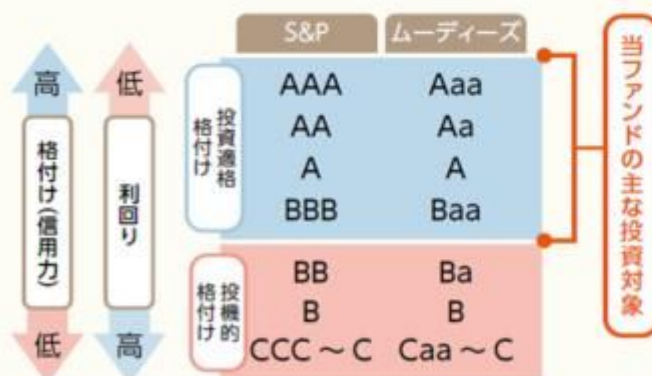 S&P ムーディーズ
高 低
格付け(信用力)
利回り
低 高
投資適格
格付け
AAA Aaa
AA Aa
A A
BBB Baa
投機的
格付け
BB Ba
B B
CCC ～ C Caa ～ C
当ファンドの主な投資対象